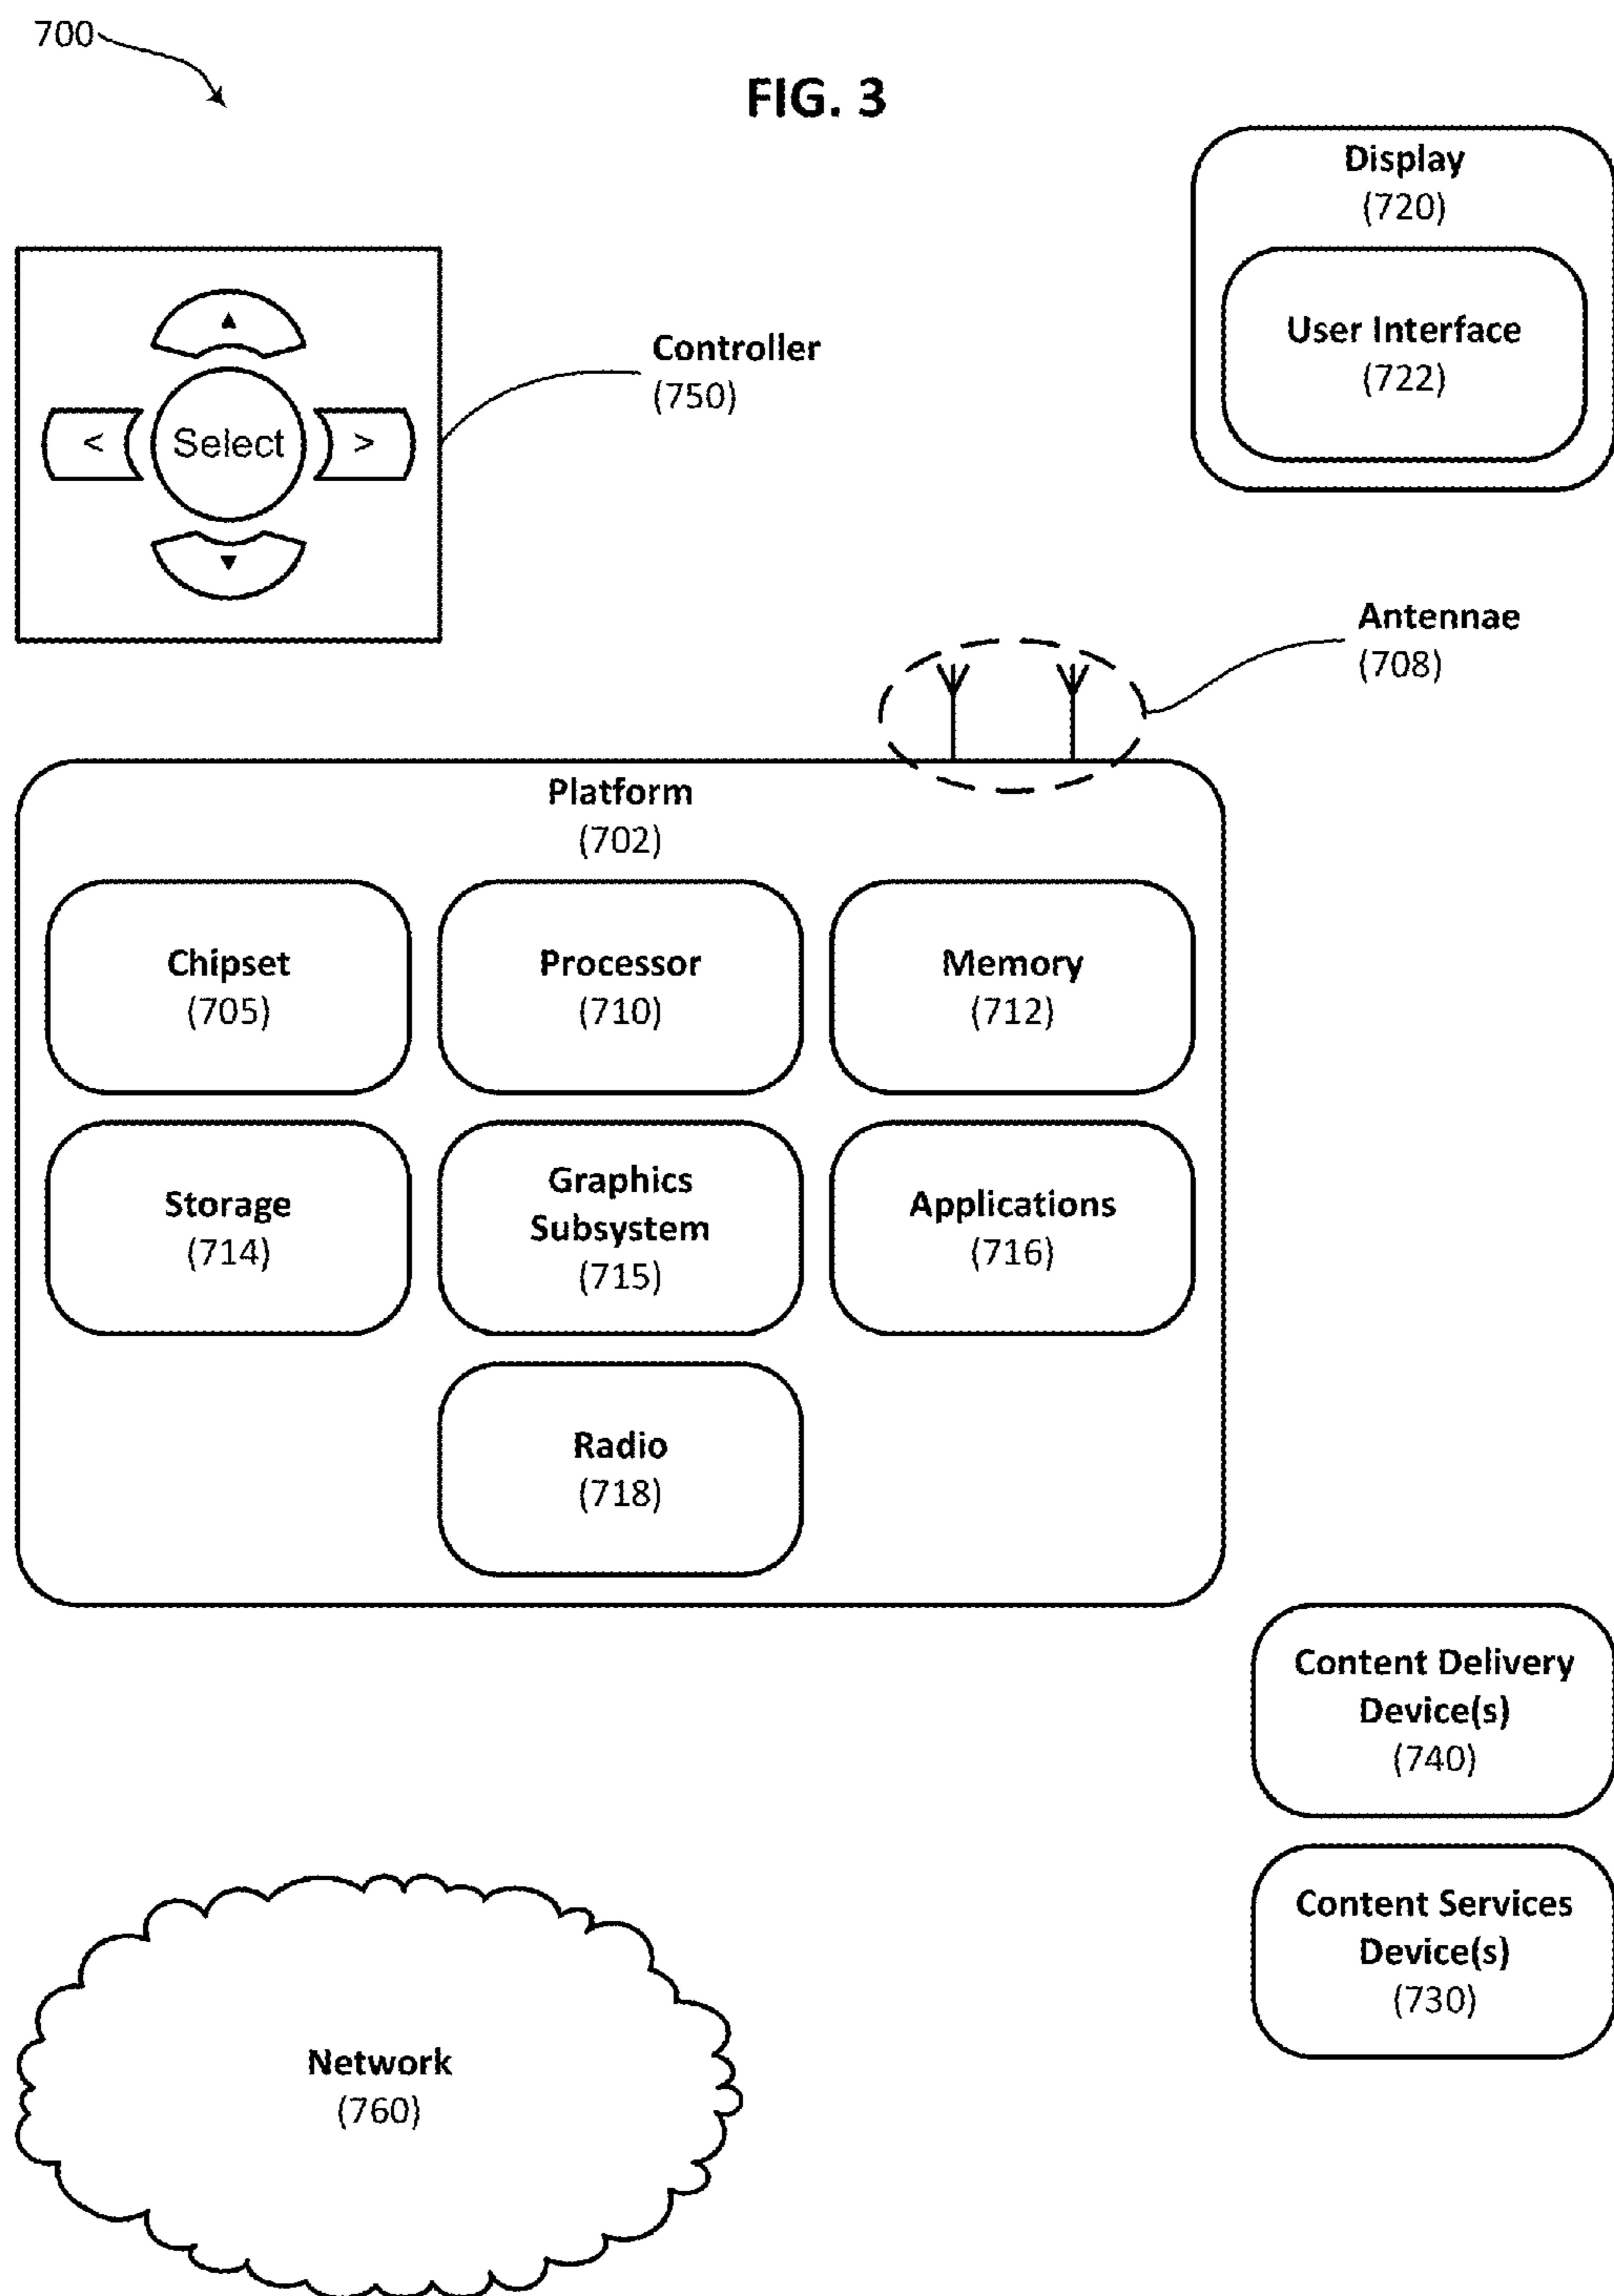 700
FIG. 3
Display
(720)
User Interface
(722)
▲
< Select >
▼
Controller
(750)
Antennae
(708)
Platform
(702)
Chipset
(705)
Processor
(710)
Memory
(712)
Storage
(714)
Graphics
Subsystem
(715)
Applications
(716)
Radio
(718)
Content Delivery
Device(s)
(740)
Content Services
Device(s)
(730)
Network
(760)